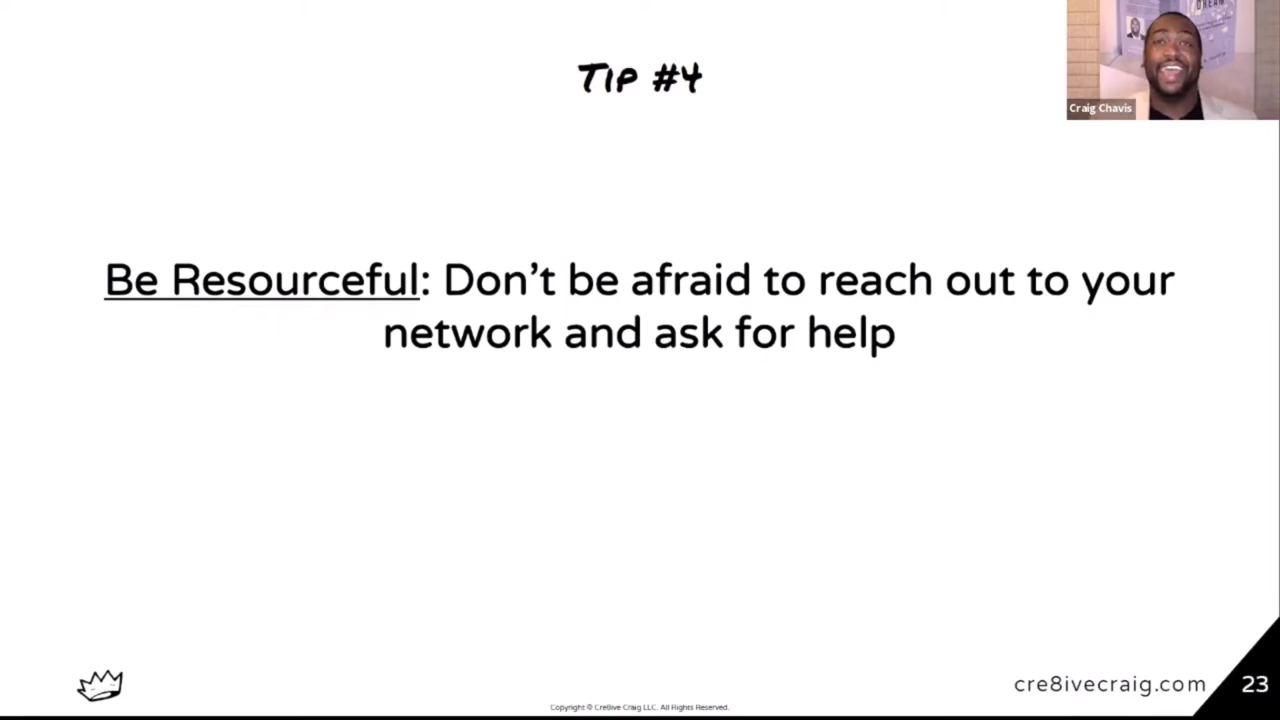 Tip #4
DREAM
Craig Chavis
Be Resourceful: Don't be afraid to reach out to your
network and ask for help
cre8ivecraig.com
23
Copyright © Cre8ive Craig LLC. All Rights Reserved.